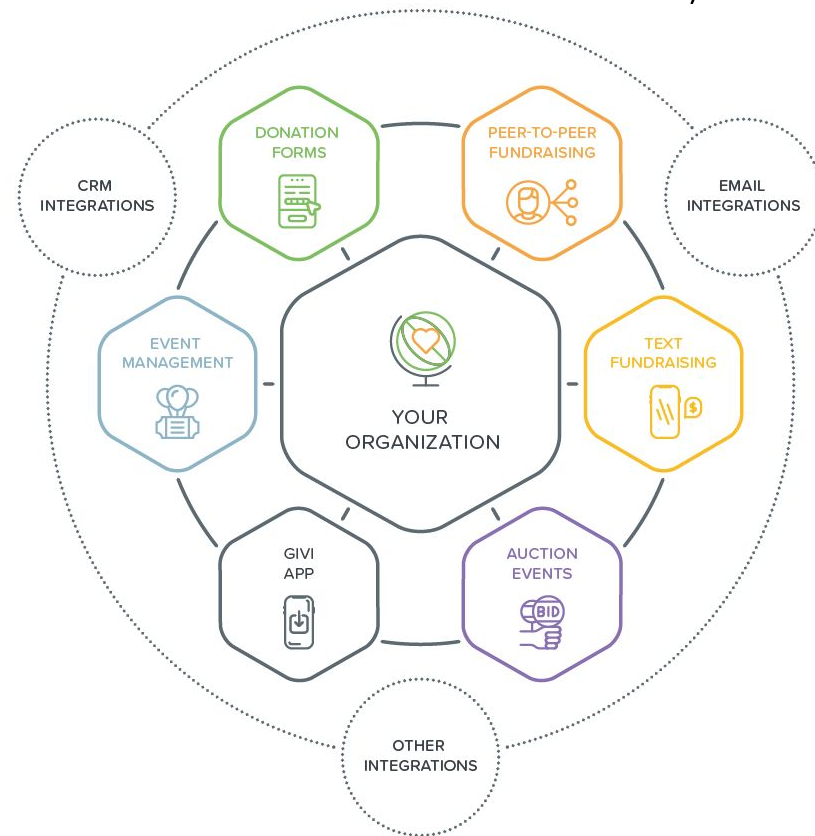 DONATION
FORMS
PEER-TO-PEER
FUNDRAISING
CRM
INTEGRATIONS
EMAIL
INTEGRATIONS
EVENT
MANAGEMENT
TEXT
FUNDRAISING
$
YOUR
ORGANIZATION
GIVI
APP
AUCTION
EVENTS
BID
OTHER
INTEGRATIONS